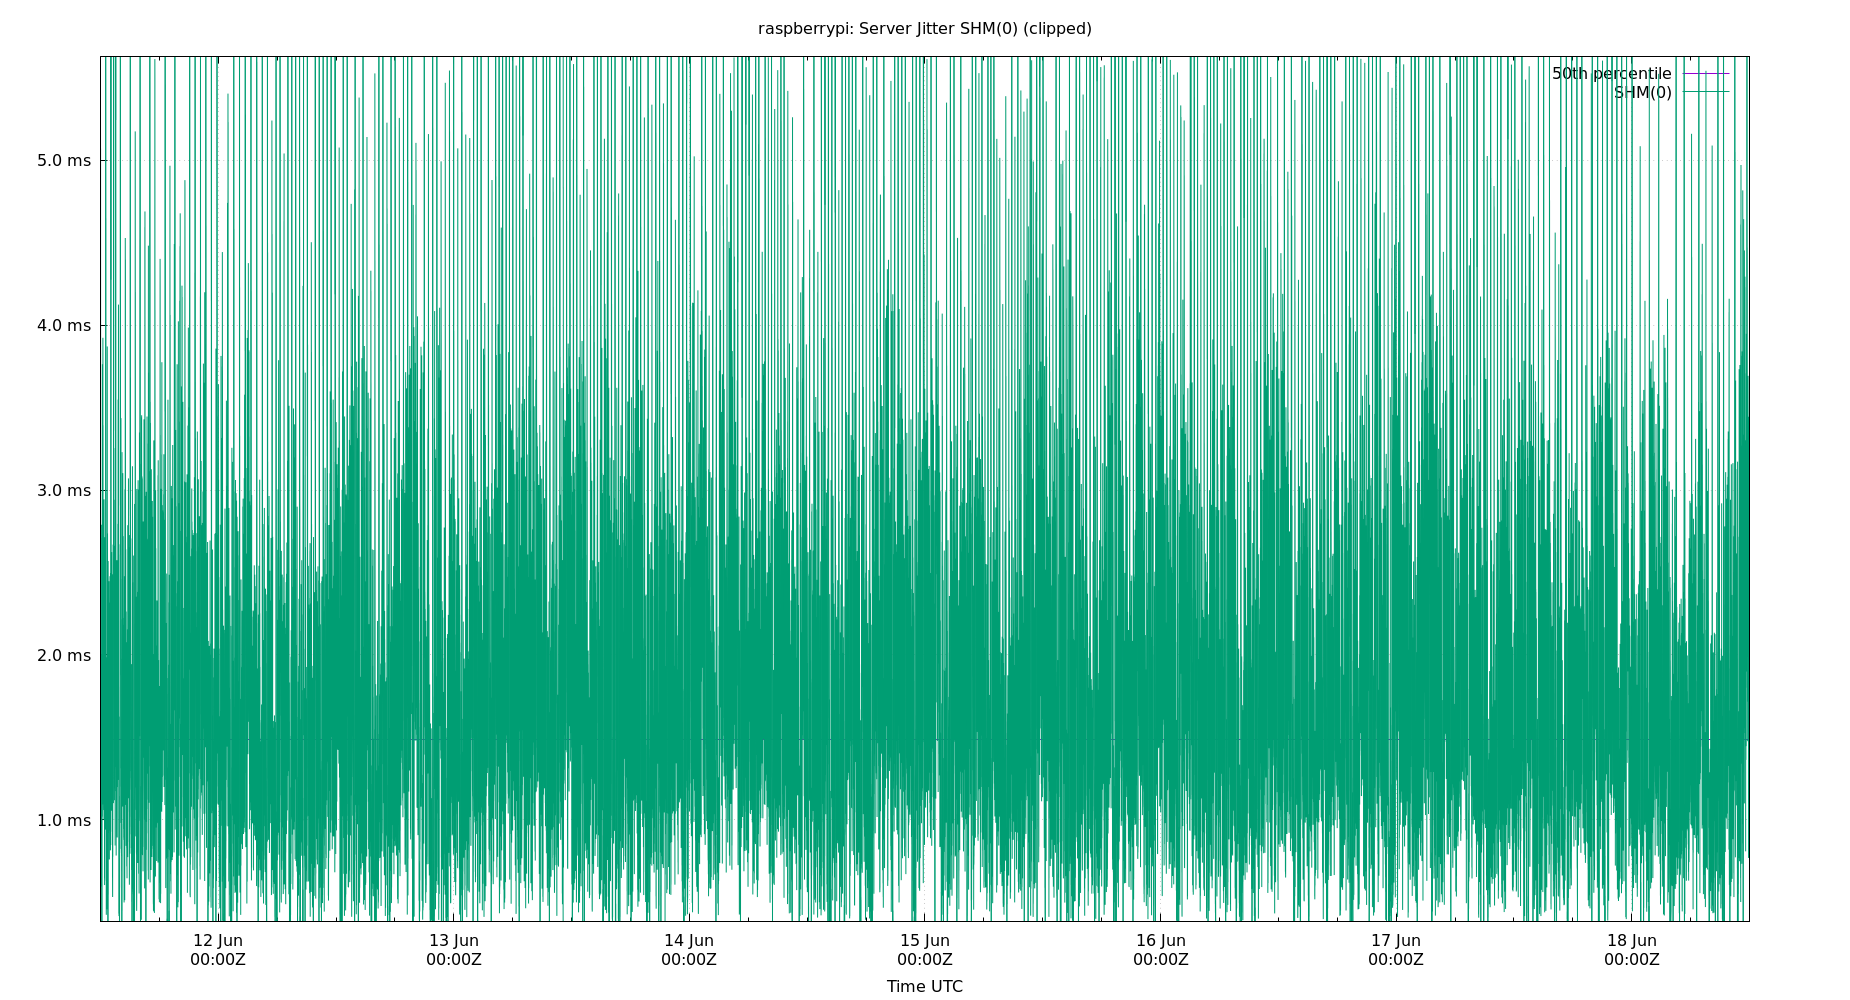 raspberrypi: Server Jitter SHM(0) (clipped)
50th percentile
SHM(0)
5.0 ms
4.0 ms
3.0 ms
2.0 ms
1.0 ms
12 Jun 13 Jun 14 Jun 15 Jun 16 Jun 17 Jun 18 Jun
00:00Z 00:00Z 00:00Z 00:00Z 00:00Z 00:00Z 00:00Z
Time UTC